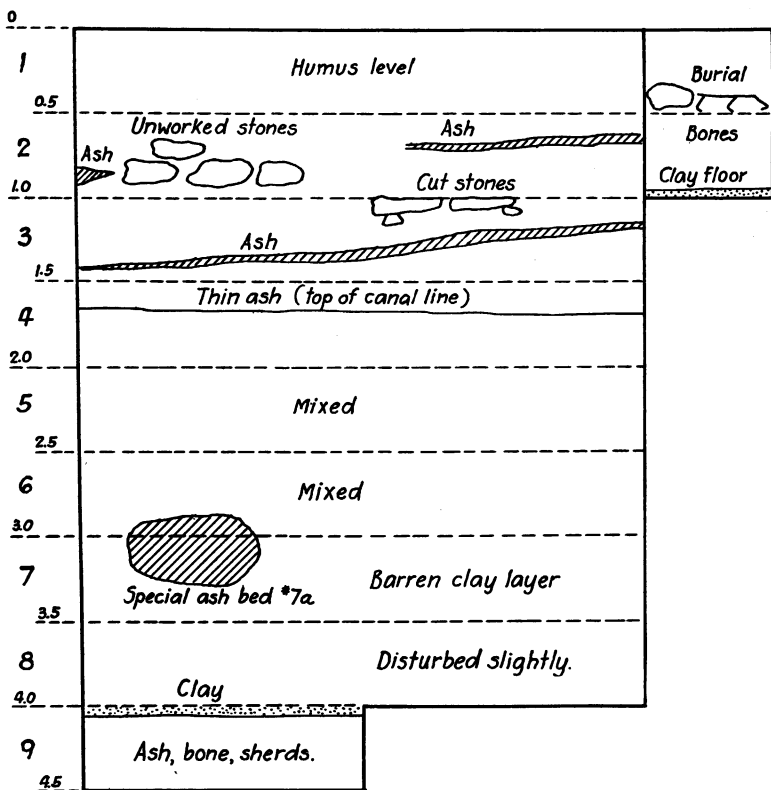 0
1
Humus level
Burial
0.5
Unworked stones
Ash
2
Bones
Ash
Clay floor
Cut stones
1.0
3
Ash
1.5
Thin ash (top of canal line)
4
2.0
5
Mixed
2.5
6
Mixed
3.0
7
Barren clay layer
Special ash bed #7a
3.5
8
Disturbed slightly.
Clay
4.0
9
Ash, bone, sherds.
4.5